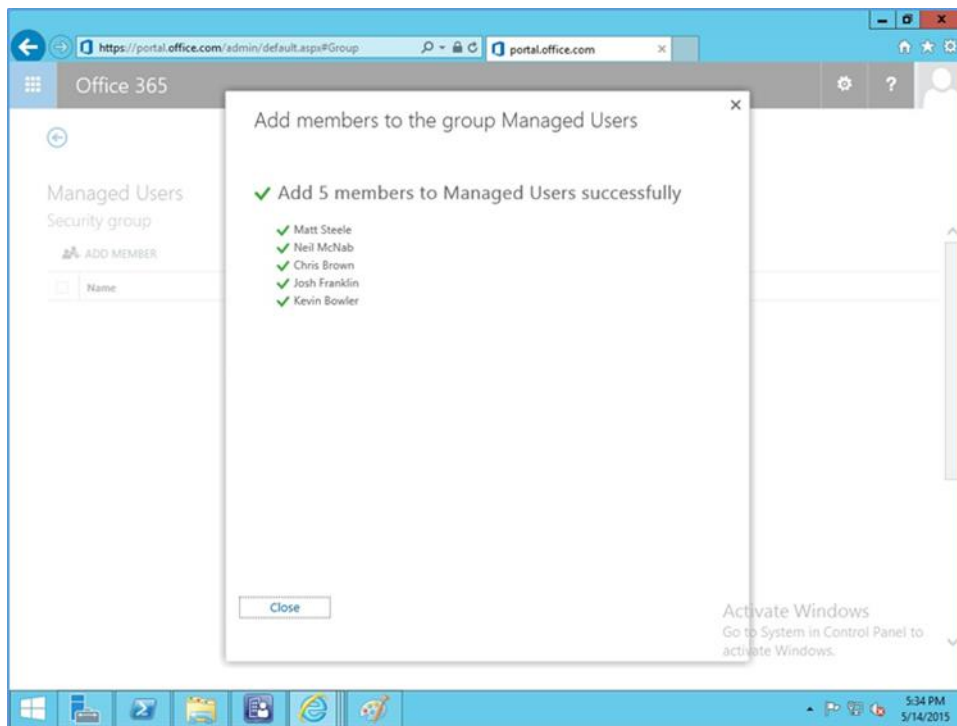 https://portal.office.com/admin/default.aspx#Group
portal.office.com
Office 365
?
Add members to the group Managed Users
Managed Users
Security group
ADD MEMBER
Name
Add 5 members to Managed Users successfully
Matt Steele
Neil McNab
Chris Brown
Josh Franklin
Kevin Bowler
Close
Activate Windows
Go to System in Control Panel to
activate Windows.
5:34 PM
5/14/2015